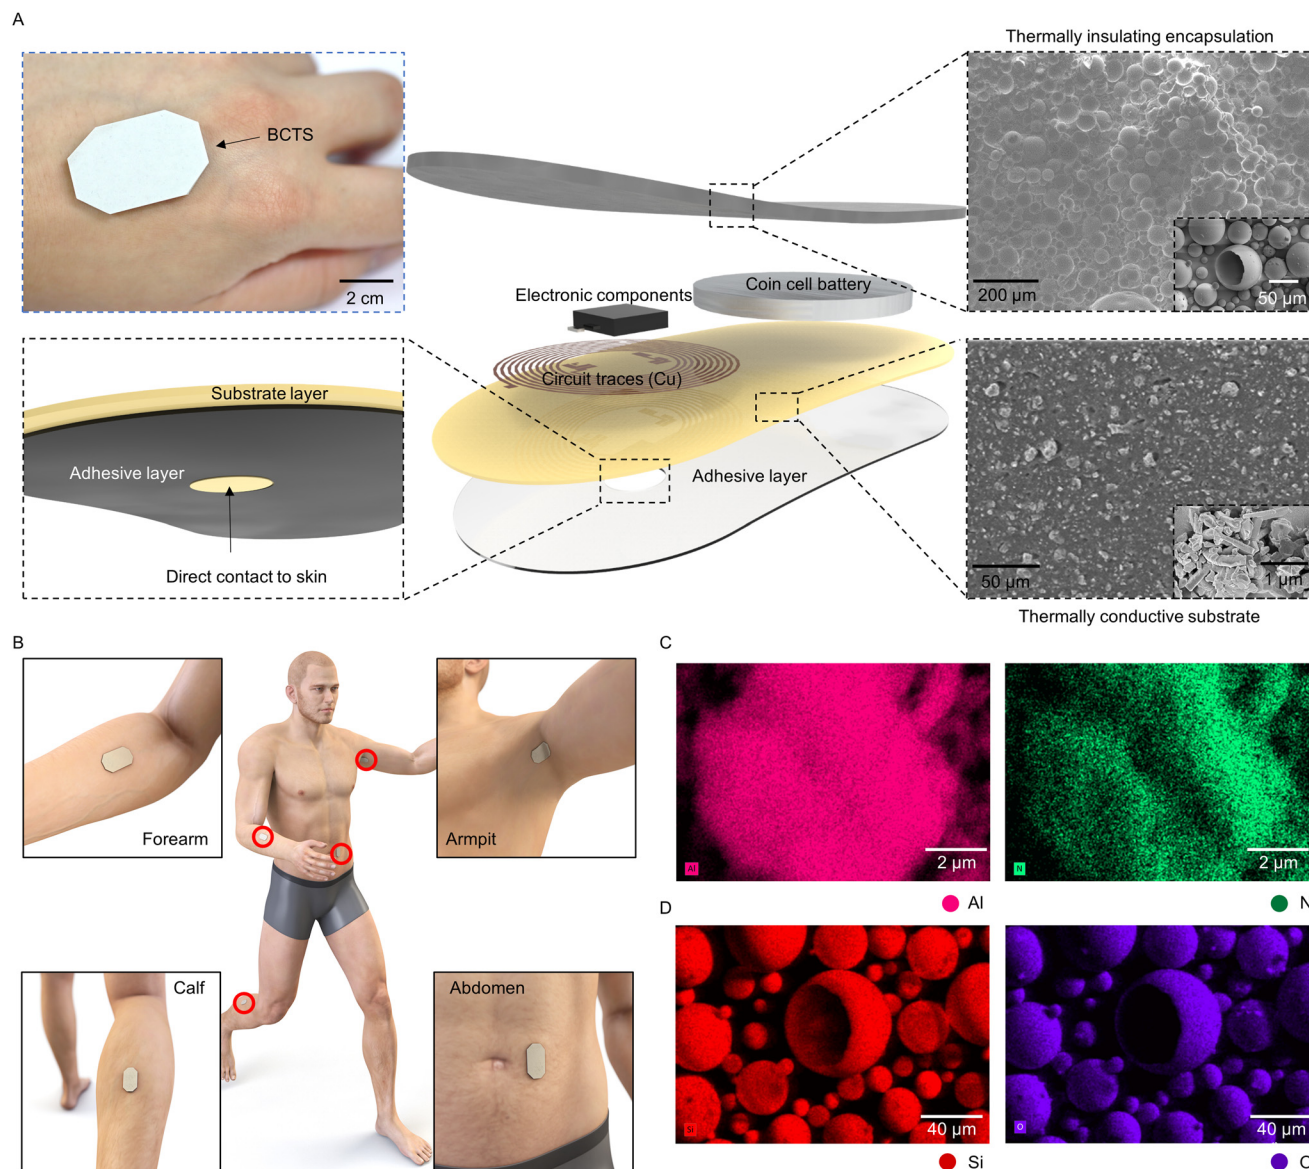 A
Thermally insulating encapsulation
BCTS
2 cm
200 µm
50 µm
Coin cell battery
Electronic components
Circuit traces (Cu)
Substrate layer
Adhesive layer
Direct contact to skin
Adhesive layer
50 µm
1 µm
Thermally conductive substrate
B
Forearm
Armpit
Calf
Abdomen
C
Al
2 µm
N
2 µm
Al
N
D
Si
40 µm
O
40 µm
Si
O